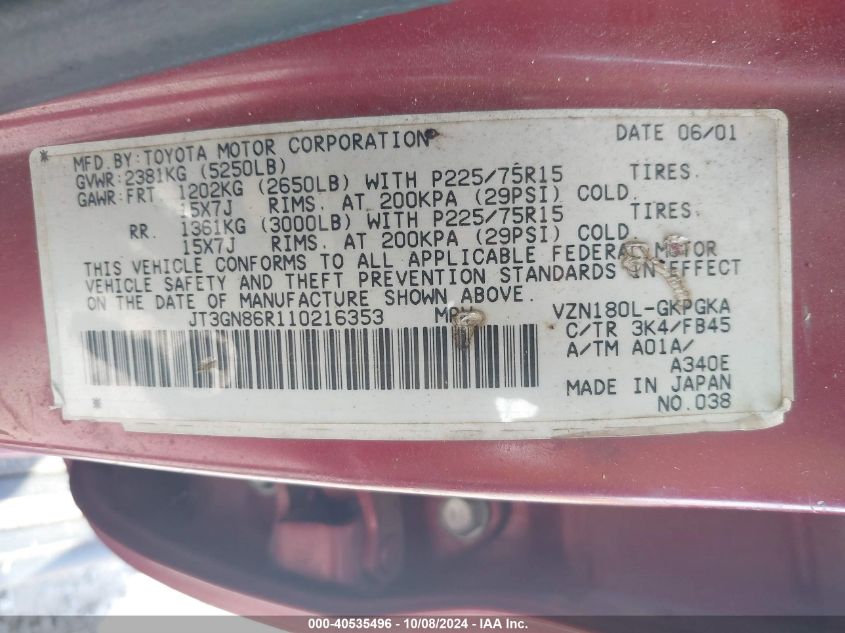 * MFD. BY: TOYOTA MOTOR CORPORATION DATE 06/01
GVWR: 2381KG (5250LB)
GAWR: FRT 1202KG (2650LB) WITH P225/75R15 TIRES.
15X7J RIMS. AT 200KPA (29PSI) COLD.
RR. 1361KG (3000LB) WITH P225/75R15 TIRES.
15X7J RIMS. AT 200KPA (29PSI) COLD.
THIS VEHICLE CONFORMS TO ALL APPLICABLE FEDERAL MOTOR
VEHICLE SAFETY AND THEFT PREVENTION STANDARDS IN EFFECT
ON THE DATE OF MANUFACTURE SHOWN ABOVE.
JT3GN86R110216353 VZN180L-GKPGKA
C/TR 3K4/FB45
A/TM A01A/
A340E
MADE IN JAPAN
* NO.038
000-40535496 - 10/08/2024 - IAA Inc.